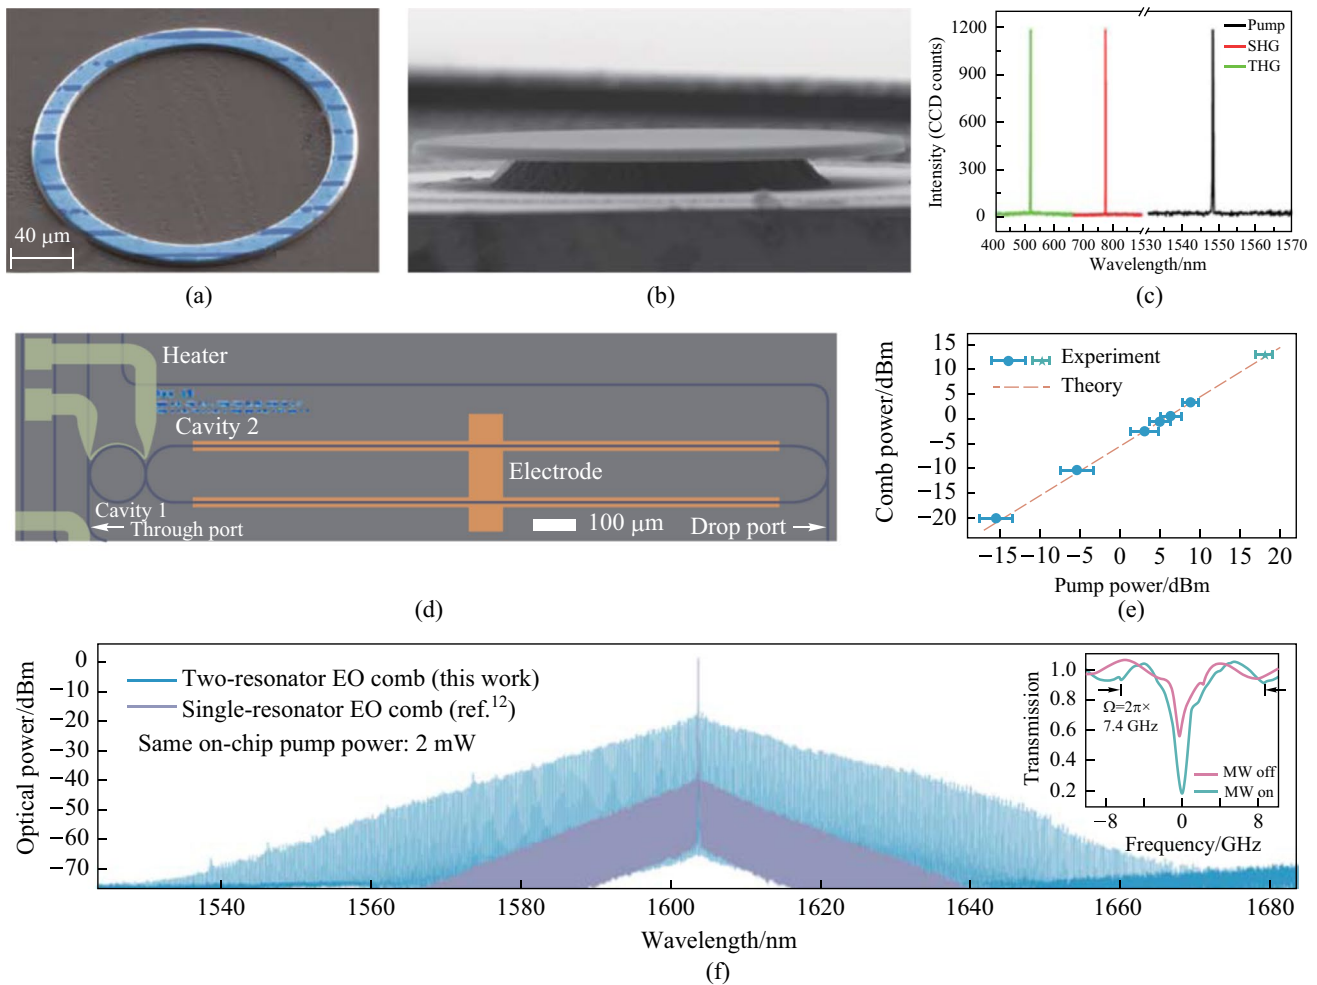 40 μm
(a)
(b)
Intensity (CCD counts)
1200
900
600
300
0
Pump
SHG
THG
400 500 600 700 800 1530 1540 1550 1560 1570
Wavelength/nm
(c)
Heater
Cavity 2
Electrode
Cavity 1
Through port
100 μm
Drop port
(d)
Comb power/dBm
15
10
5
0
−5
−10
−15
−20
Experiment
Theory
−15 −10 −5 0 5 10 15 20
Pump power/dBm
(e)
Optical power/dBm
0
−10
−20
−30
−40
−50
−60
−70
Two-resonator EO comb (this work)
Single-resonator EO comb (ref.¹²)
Same on-chip pump power: 2 mW
Transmission
1.0
0.8
0.6
0.4
0.2
Ω=2π×
7.4 GHz
MW off
MW on
−8 0 8
Frequency/GHz
1540 1560 1580 1600 1620 1640 1660 1680
Wavelength/nm
(f)